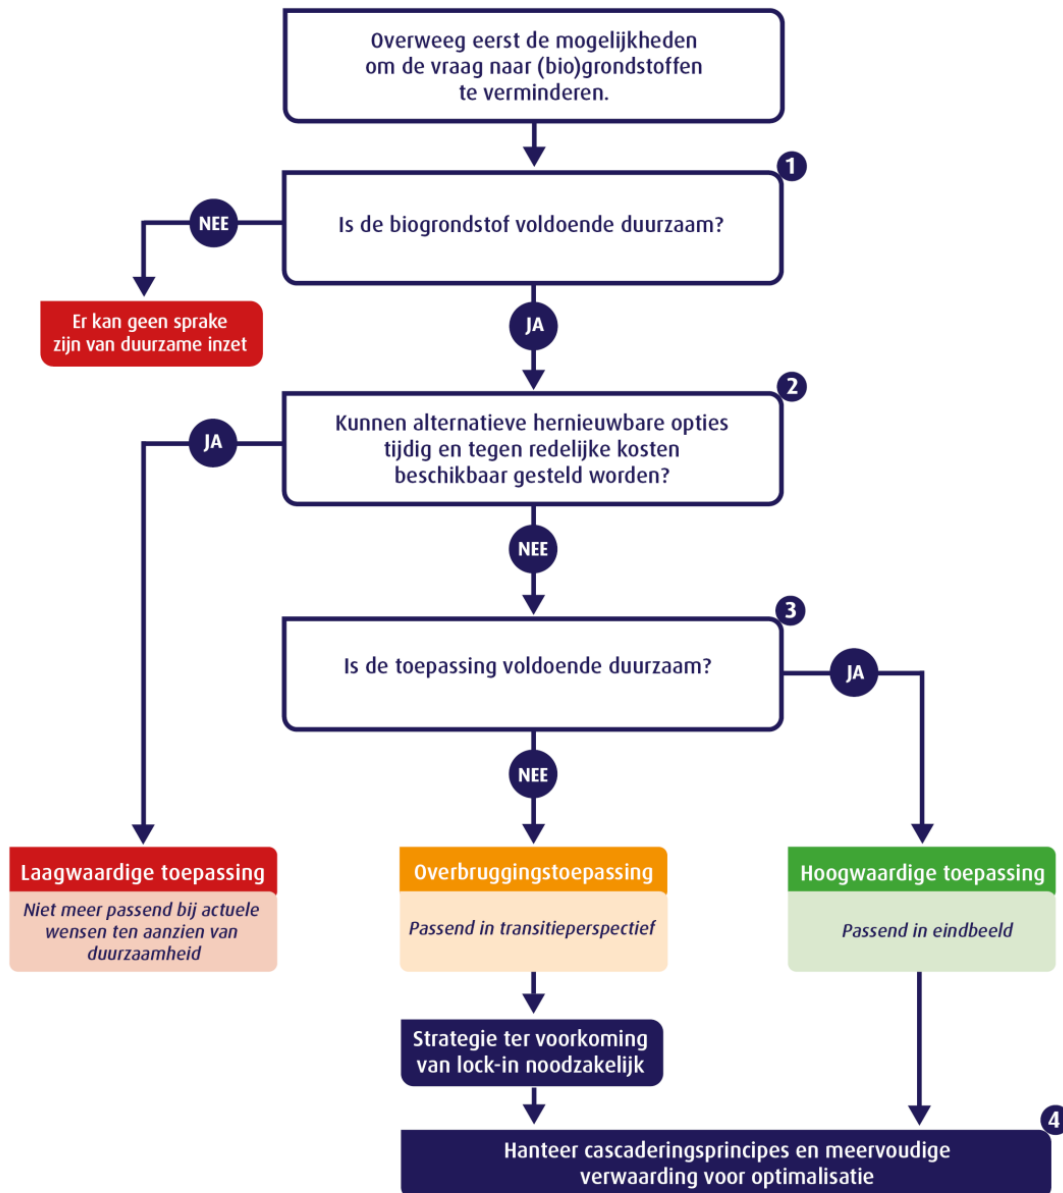 Overweeg eerst de mogelijkheden
om de vraag naar (bio)grondstoffen
te verminderen.
1
Is de biogrondstof voldoende duurzaam?
NEE
Er kan geen sprake
zijn van duurzame inzet
JA
2
Kunnen alternatieve hernieuwbare opties
tijdig en tegen redelijke kosten
beschikbaar gesteld worden?
JA
NEE
3
Is de toepassing voldoende duurzaam?
JA
NEE
Laagwaardige toepassing
Niet meer passend bij actuele
wensen ten aanzien van
duurzaamheid
Overbruggingstoepassing
Passend in transitieperspectief
Hoogwaardige toepassing
Passend in eindbeeld
Strategie ter voorkoming
van lock-in noodzakelijk
4
Hanteer cascaderingsprincipes en meervoudige
verwaarding voor optimalisatie